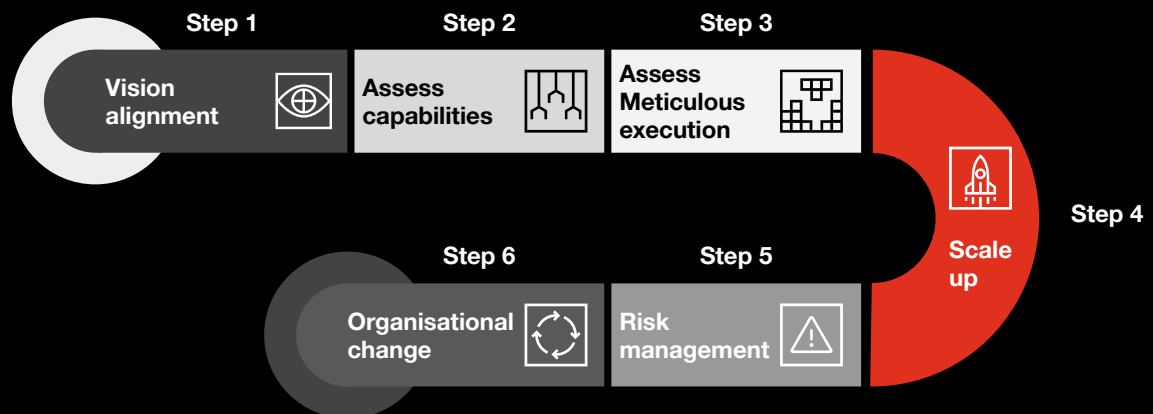 Step 1
Vision
alignment
Step 2
Assess
capabilities
Step 3
Assess
Meticulous
execution
Step 4
Scale
up
Step 5
Risk
management
Step 6
Organisational
change